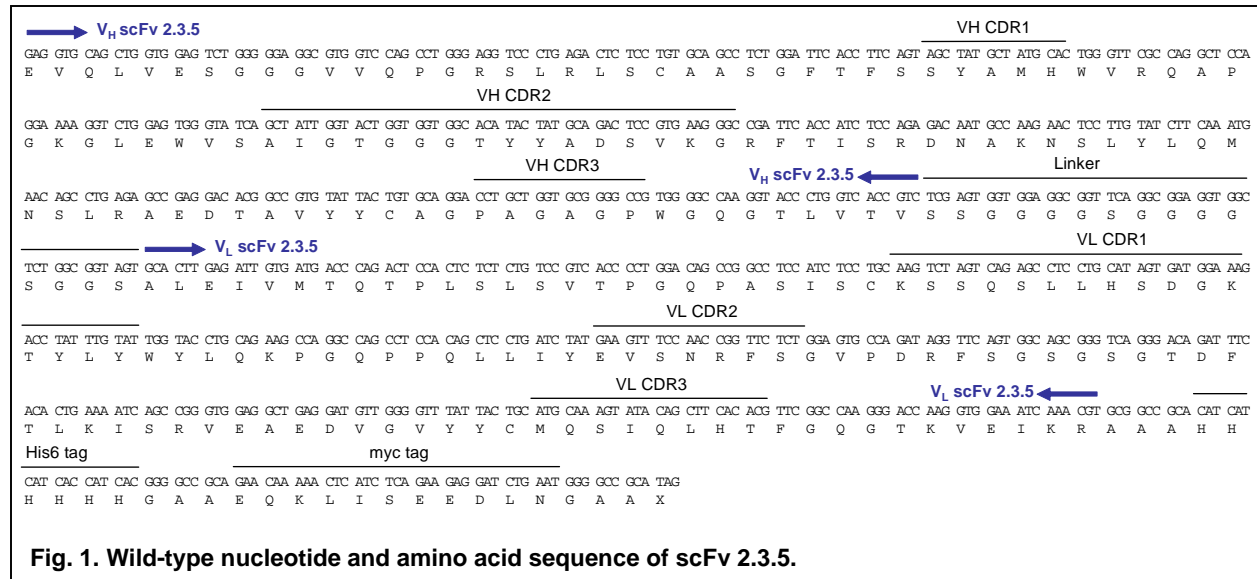 V_H scFv 2.3.5 VH CDR1
GAG GTG CAG CTG GTG GAG TCT GGG GGA GGC GTG GTC CAG CCT GGG AGG TCC CTG AGA CTC TCC TGT GCA GCC TCT GGA TTC ACC TTC AGT AGC TAT GCT ATG CAC TGG GTT CGC CAG GCT CCA
E V Q L V E S G G G V V Q P G R S L R L S C A A S G F T F S S Y A M H W V R Q A P
VH CDR2
GGA AAA GGT CTG GAG TGG GTA TCA GCT ATT GGT ACT GGT GGT GGC ACA TAC TAT GCA GAC TCC GTG AAG GGC CGA TTC ACC ATC TCC AGA GAC AAT GCC AAG AAC TCC TTG TAT CTT CAA ATG
G K G L E W V S A I G T G G G T Y Y A D S V K G R F T I S R D N A K N S L Y L Q M
VH CDR3 V_H scFv 2.3.5 Linker
AAC AGC CTG AGA GCC GAG GAC ACG GCC GTG TAT TAC TGT GCA GGA CCT GCT GGT GCG GGG CCG TGG GGC CAA GGT ACC CTG GTC ACC GTC TCG AGT GGT GGA GGC GGT TCA GGC GGA GGT GGC
N S L R A E D T A V Y Y C A G P A G A G P W G Q G T L V T V S S G G G G S G G G G
V_L scFv 2.3.5 VL CDR1
TCT GGC GGT AGT GCA CTT GAG ATT GTG ATG ACC CAG ACT CCA CTC TCT CTG TCC GTC ACC CCT GGA CAG CCG GCC TCC ATC TCC TGC AAG TCT AGT CAG AGC CTC CTG CAT AGT GAT GGA AAG
S G G S A L E I V M T Q T P L S L S V T P G Q P A S I S C K S S Q S L L H S D G K
VL CDR2
ACC TAT TTG TAT TGG TAC CTG CAG AAG CCA GGC CAG CCT CCA CAG CTC CTG ATC TAT GAA GTT TCC AAC CGG TTC TCT GGA GTG CCA GAT AGG TTC AGT GGC AGC GGG TCA GGG ACA GAT TTC
T Y L Y W Y L Q K P G Q P P Q L L I Y E V S N R F S G V P D R F S G S G S G T D F
VL CDR3 V_L scFv 2.3.5
ACA CTG AAA ATC AGC CGG GTG GAG GCT GAG GAT GTT GGG GTT TAT TAC TGC ATG CAA AGT ATA CAG CTT CAC ACG TTC GGC CAA GGG ACC AAG GTG GAA ATC AAA CGT GCG GCC GCA CAT CAT
T L K I S R V E A E D V G V Y Y C M Q S I Q L H T F G Q G T K V E I K R A A A H H
His6 tag myc tag
CAT CAC CAT CAC GGG GCC GCA GAA CAA AAA CTC ATC TCA GAA GAG GAT CTG AAT GGG GCC GCA TAG
H H H H G A A E Q K L I S E E D L N G A A X
Fig. 1. Wild-type nucleotide and amino acid sequence of scFv 2.3.5.